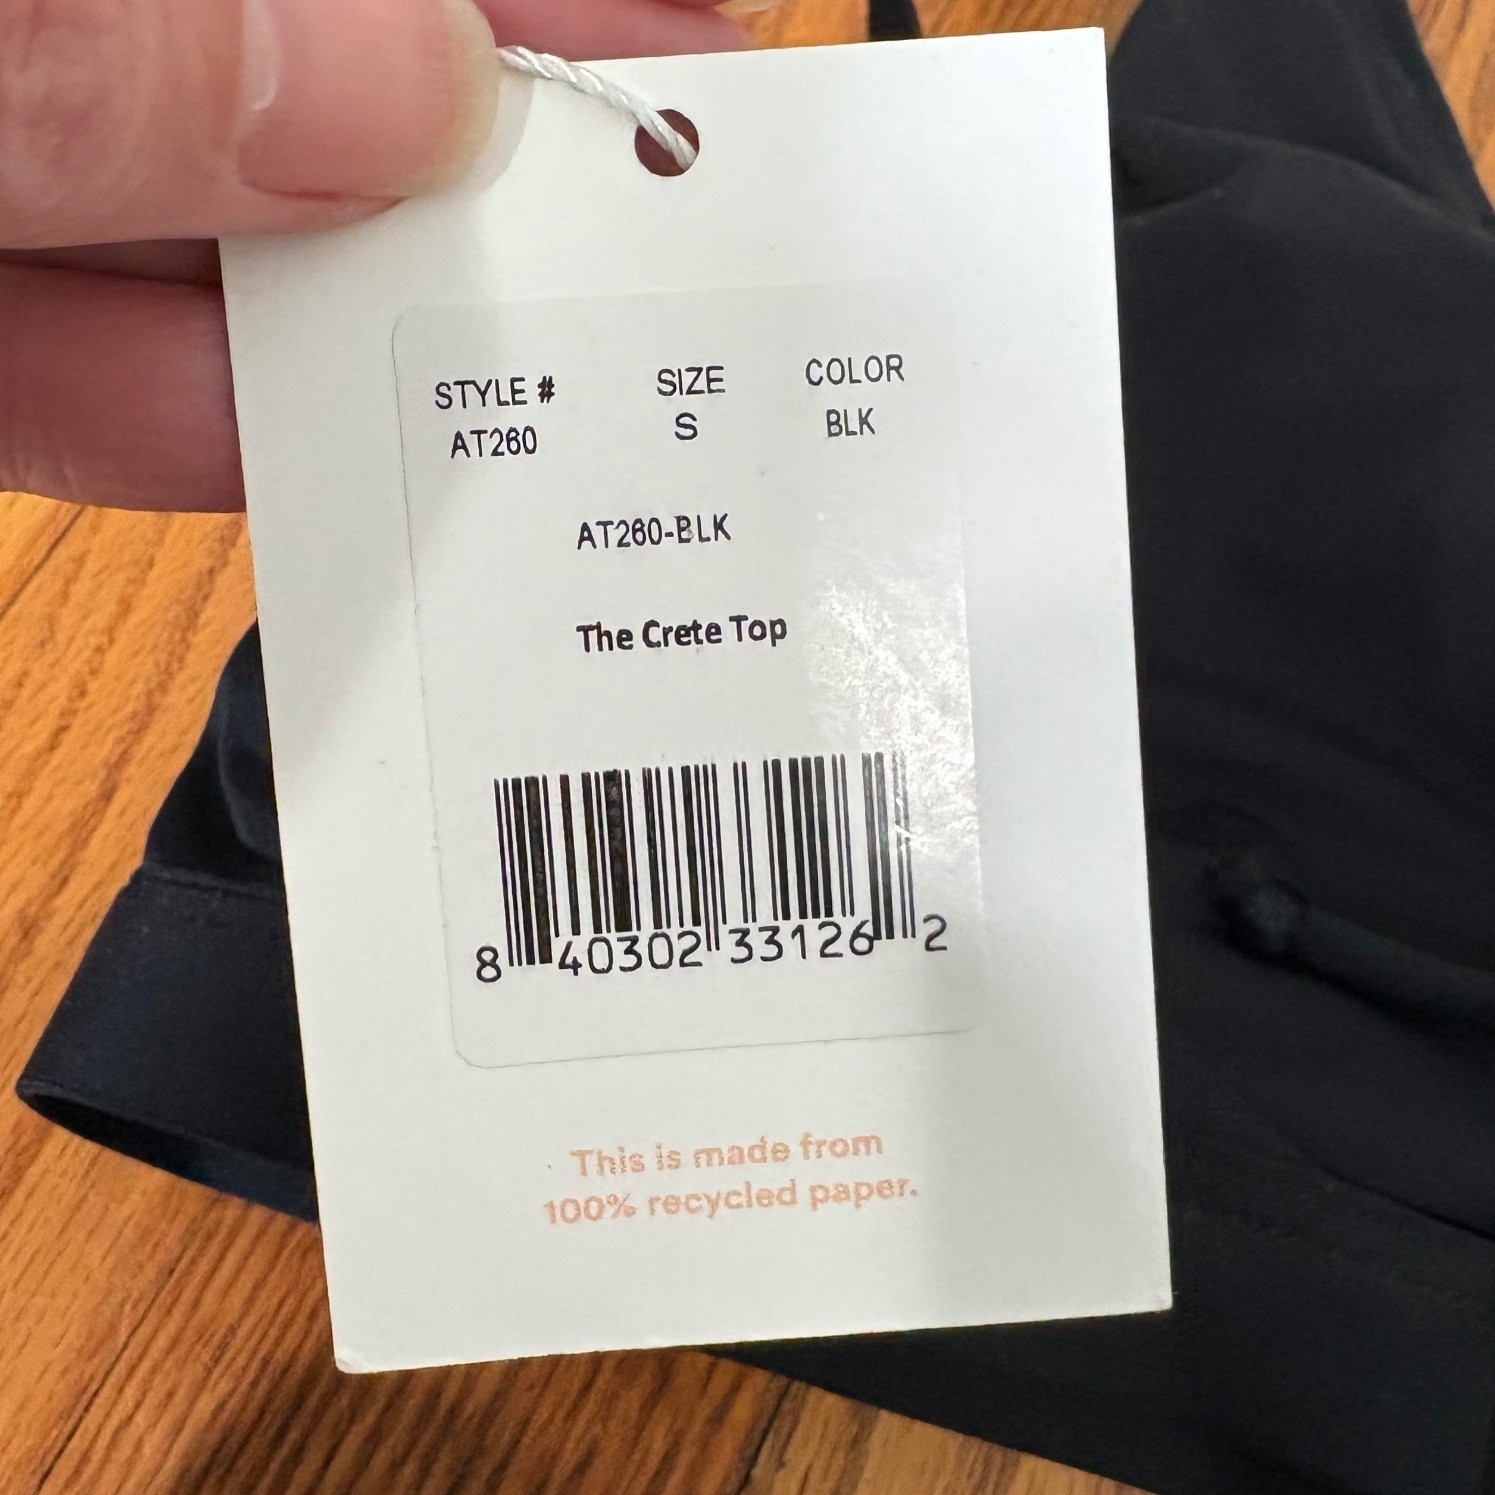 STYLE # SIZE COLOR
AT260 S BLK
AT260-BLK
The Crete Top
8 40302 33126 2
This is made from
100% recycled paper.